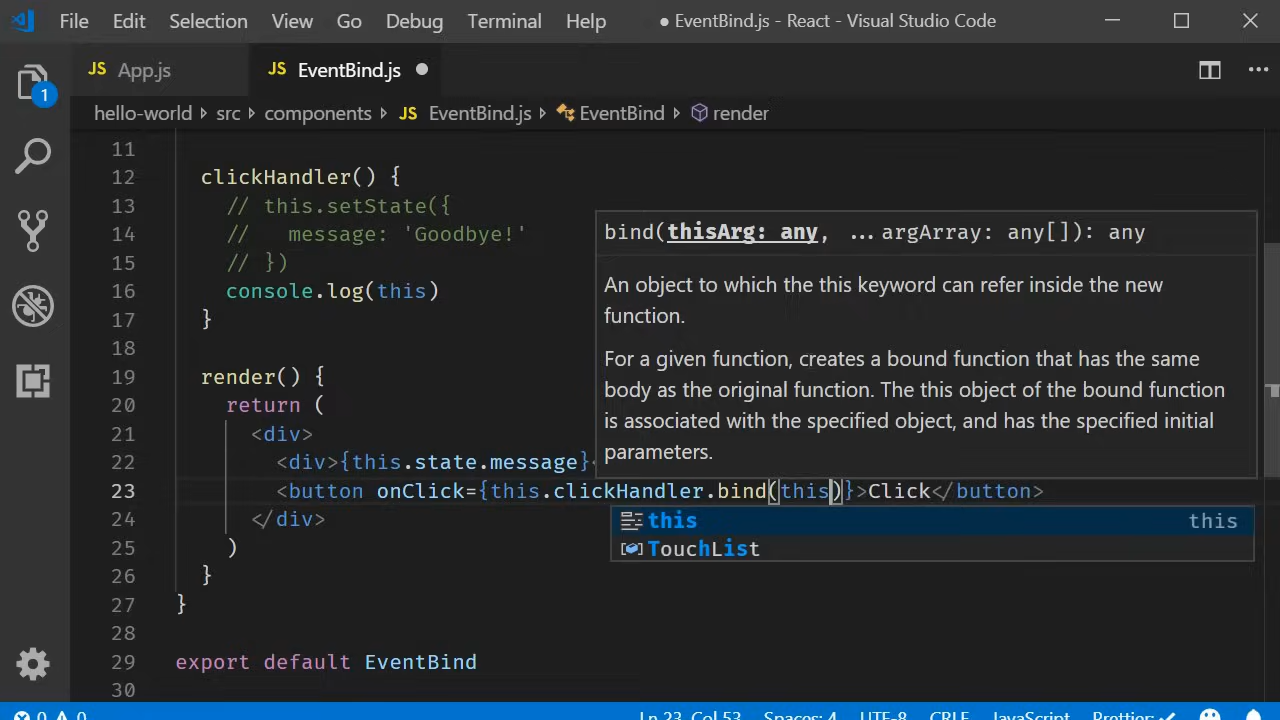 File Edit Selection View Go Debug Terminal Help ● EventBind.js - React - Visual Studio Code
JS App.js JS EventBind.js ●
1
hello-world > src > components > JS EventBind.js > EventBind > render
11
12 clickHandler() {
13 // this.setState({
14 // message: 'Goodbye!'
15 // })
16 console.log(this)
17 }
18
19 render() {
20 return (
21 <div>
22 <div>{this.state.message}<
23 <button onClick={this.clickHandler.bind(this)}>Click</button>
24 </div>
25 )
26 }
27 }
28
29 export default EventBind
30
bind(thisArg: any, ...argArray: any[]): any
An object to which the this keyword can refer inside the new
function.
For a given function, creates a bound function that has the same
body as the original function. The this object of the bound function
is associated with the specified object, and has the specified initial
parameters.
this this
TouchList
0 0 Ln 23, Col 53 Spaces: 4 UTF-8 CRLF JavaScript Prettier: ✓